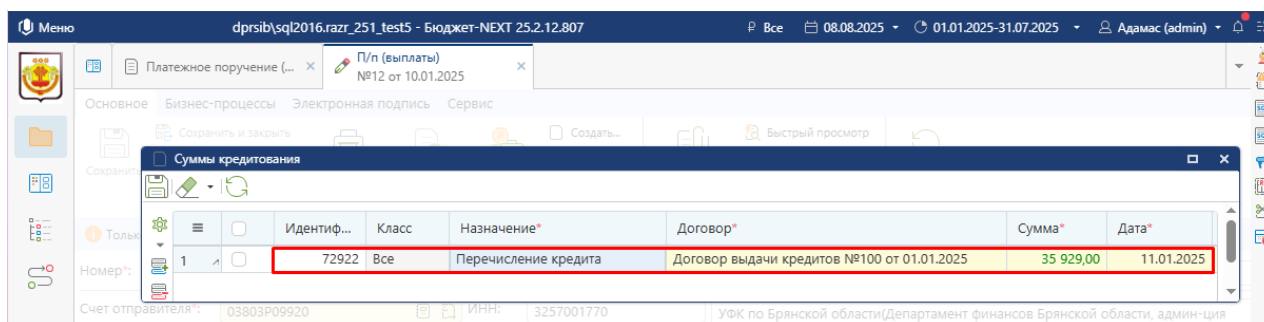 Меню dprsib\sql2016.razr_251_test5 - Бюджет-NEXT 25.2.12.807 ₽ Все 08.08.2025 01.01.2025-31.07.2025 Адамас (admin)
Платежное поручение (... × П/п (выплаты) ×
№12 от 10.01.2025
Основное Бизнес-процессы Электронная подпись Сервис
Сохранить и закрыть Создать... Быстрый просмотр
Суммы кредитования
Идентиф... Класс Назначение* Договор* Сумма* Дата*
1 72922 Все Перечисление кредита Договор выдачи кредитов №100 от 01.01.2025 35 929,00 11.01.2025
Номер*:
Счет отправителя*: 03803P09920 ИНН: 3257001770 УФК по Брянской области(Департамент финансов Брянской области, админ-ция